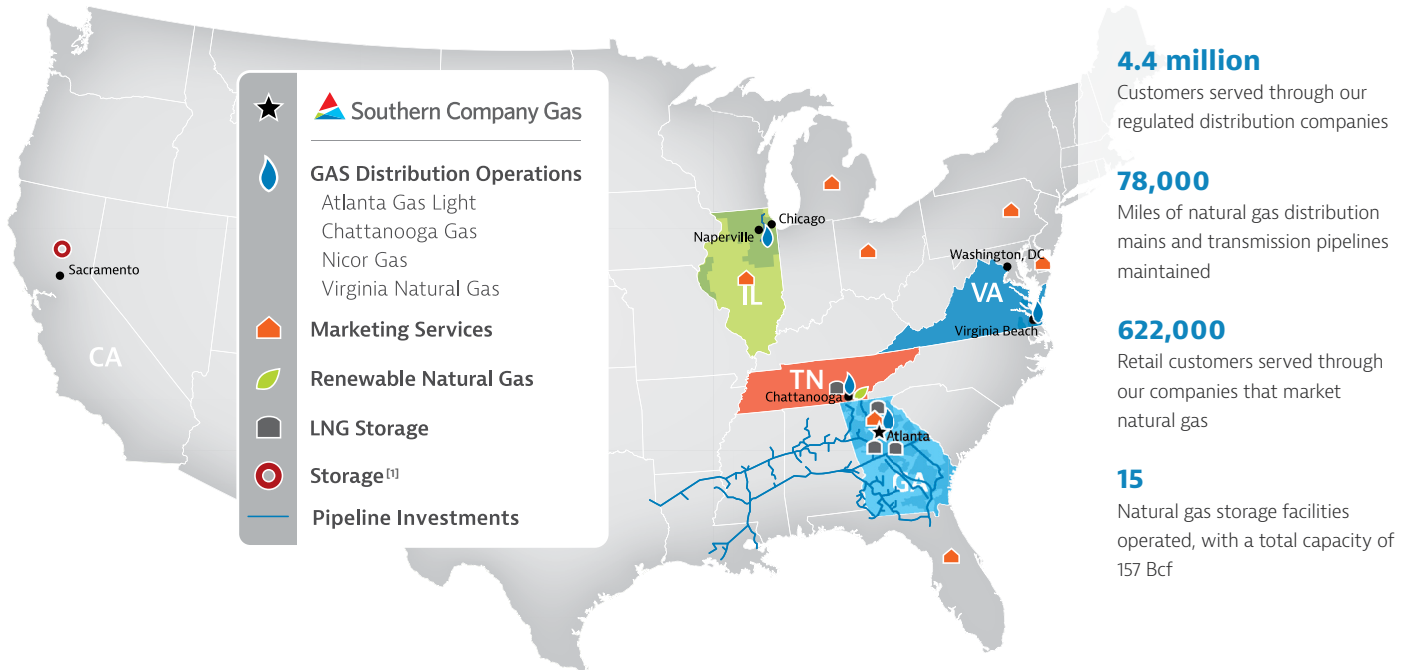 Southern Company Gas
GAS Distribution Operations
Atlanta Gas Light
Chattanooga Gas
Nicor Gas
Virginia Natural Gas
Marketing Services
Renewable Natural Gas
LNG Storage
Storage[1]
Pipeline Investments
Sacramento
CA
Chicago
Naperville
IL
Washington, DC
VA
Virginia Beach
TN
Chattanooga
Atlanta
GA
4.4 million
Customers served through our
regulated distribution companies
78,000
Miles of natural gas distribution
mains and transmission pipelines
maintained
622,000
Retail customers served through
our companies that market
natural gas
15
Natural gas storage facilities
operated, with a total capacity of
157 Bcf